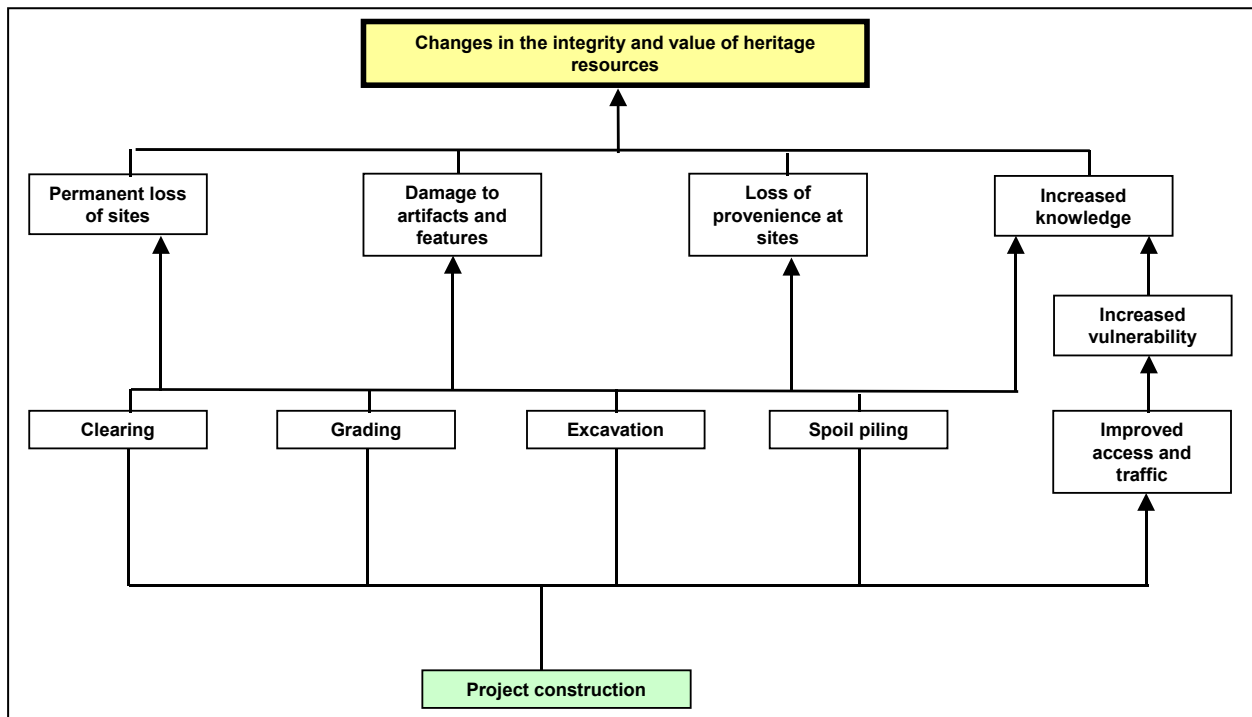 Changes in the integrity and value of heritage
resources
Permanent loss
of sites
Damage to
artifacts and
features
Loss of
provenience at
sites
Increased
knowledge
Increased
vulnerability
Clearing
Grading
Excavation
Spoil piling
Improved
access and
traffic
Project construction